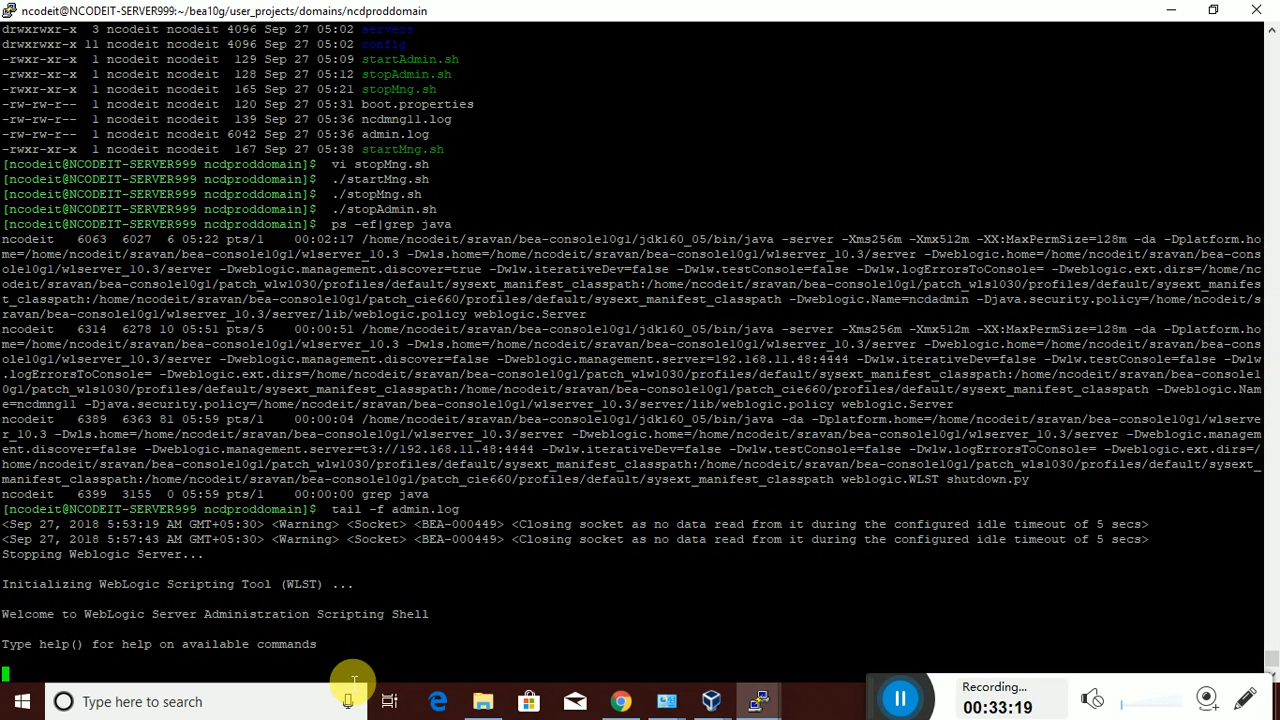 ncodeit@NCODEIT-SERVER999:~/bea10g/user_projects/domains/ncdproddomain
drwxrwxr-x  3 ncodeit ncodeit 4096 Sep 27 05:02 servers
drwxrwxr-x 11 ncodeit ncodeit 4096 Sep 27 05:02 config
-rwxr-xr-x  1 ncodeit ncodeit  129 Sep 27 05:09 startAdmin.sh
-rwxr-xr-x  1 ncodeit ncodeit  128 Sep 27 05:12 stopAdmin.sh
-rwxr-xr-x  1 ncodeit ncodeit  165 Sep 27 05:21 stopMng.sh
-rw-rw-r--  1 ncodeit ncodeit  120 Sep 27 05:31 boot.properties
-rw-rw-r--  1 ncodeit ncodeit  139 Sep 27 05:36 ncdmng11.log
-rw-rw-r--  1 ncodeit ncodeit 6042 Sep 27 05:36 admin.log
-rwxr-xr-x  1 ncodeit ncodeit  167 Sep 27 05:38 startMng.sh
[ncodeit@NCODEIT-SERVER999 ncdproddomain]$  vi stopMng.sh
[ncodeit@NCODEIT-SERVER999 ncdproddomain]$  ./startMng.sh
[ncodeit@NCODEIT-SERVER999 ncdproddomain]$  ./stopMng.sh
[ncodeit@NCODEIT-SERVER999 ncdproddomain]$  ./stopAdmin.sh
[ncodeit@NCODEIT-SERVER999 ncdproddomain]$  ps -ef|grep java
ncodeit   6063  6027  6 05:22 pts/1    00:02:17 /home/ncodeit/sravan/bea-console10g1/jdk160_05/bin/java -server -Xms256m -Xmx512m -XX:MaxPermSize=128m -da -Dplatform.ho
console10g1/wlserver_10.3 -Dwls.home=/home/ncodeit/sravan/bea-console10g1/wlserver_10.3/server -Dweblogic.home=/home/ncodeit/sravan/bea-cons
ole10g1/wlserver_10.3/server -Dweblogic.management.discover=true -Dwlw.iterativeDev=false -Dwlw.testConsole=false -Dwlw.logErrorsToConsole= -Dweblogic.ext.dirs=/home/nc
odeit/sravan/bea-console10g1/patch_wls1030/profiles/default/sysext_manifest_classpath:/home/ncodeit/sravan/bea-console10g1/patch_wlw1030/profiles/default/sysext_manifes
t_classpath:/home/ncodeit/sravan/bea-console10g1/patch_cie660/profiles/default/sysext_manifest_classpath -Dweblogic.Name=ncdadmin -Djava.security.policy=/home/ncodeit/s
ravan/bea-console10g1/wlserver_10.3/server/lib/weblogic.policy weblogic.Server
ncodeit   6314  6278 10 05:51 pts/5    00:00:51 /home/ncodeit/sravan/bea-console10g1/jdk160_05/bin/java -server -Xms256m -Xmx512m -XX:MaxPermSize=128m -da -Dplatform.ho
console10g1/wlserver_10.3 -Dwls.home=/home/ncodeit/sravan/bea-console10g1/wlserver_10.3/server -Dweblogic.home=/home/ncodeit/sravan/bea-cons
ole10g1/wlserver_10.3/server -Dweblogic.management.discover=false -Dweblogic.management.server=192.168.11.48:4444 -Dwlw.iterativeDev=false -Dwlw.testConsole=false -Dwlw
.logErrorsToConsole= -Dweblogic.ext.dirs=/home/ncodeit/sravan/bea-console10g1/patch_wls1030/profiles/default/sysext_manifest_classpath:/home/ncodeit/sravan/bea-console1
0g1/patch_wlw1030/profiles/default/sysext_manifest_classpath:/home/ncodeit/sravan/bea-console10g1/patch_cie660/profiles/default/sysext_manifest_classpath -Dweblogic.Nam
e=ncdmng11 -Djava.security.policy=/home/ncodeit/sravan/bea-console10g1/wlserver_10.3/server/lib/weblogic.policy weblogic.Server
ncodeit   6389  6363 81 05:59 pts/1    00:00:04 /home/ncodeit/sravan/bea-console10g1/jdk160_05/bin/java -da -Dplatform.home=/home/ncodeit/sravan/bea-console10g1/wlserve
r_10.3 -Dwls.home=/home/ncodeit/sravan/bea-console10g1/wlserver_10.3/server -Dweblogic.home=/home/ncodeit/sravan/bea-console10g1/wlserver_10.3/server -Dweblogic.managem
ent.discover=false -Dweblogic.management.server=t3://192.168.11.48:4444 -Dwlw.iterativeDev=false -Dwlw.testConsole=false -Dwlw.logErrorsToConsole= -Dweblogic.ext.dirs=/
home/ncodeit/sravan/bea-console10g1/patch_wls1030/profiles/default/sysext_manifest_classpath:/home/ncodeit/sravan/bea-console10g1/patch_wlw1030/profiles/default/sysext_
manifest_classpath:/home/ncodeit/sravan/bea-console10g1/patch_cie660/profiles/default/sysext_manifest_classpath weblogic.WLST shutdown.py
ncodeit   6399  3155  0 05:59 pts/1    00:00:00 grep java
[ncodeit@NCODEIT-SERVER999 ncdproddomain]$  tail -f admin.log
<Sep 27, 2018 5:53:19 AM GMT+05:30> <Warning> <Socket> <BEA-000449> <Closing socket as no data read from it during the configured idle timeout of 5 secs>
<Sep 27, 2018 5:57:43 AM GMT+05:30> <Warning> <Socket> <BEA-000449> <Closing socket as no data read from it during the configured idle timeout of 5 secs>
Stopping Weblogic Server...
Initializing WebLogic Scripting Tool (WLST) ...
Welcome to WebLogic Server Administration Scripting Shell
Type help() for help on available commands
Type here to search
Recording...
00:33:19